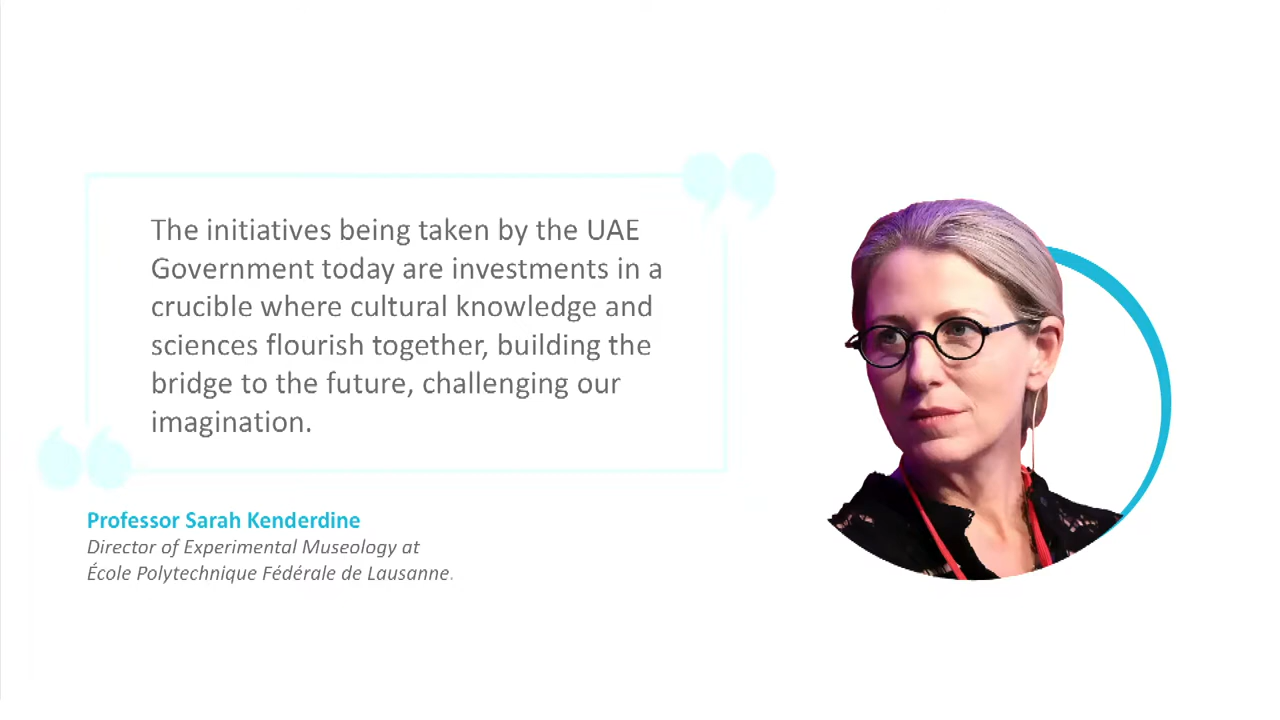 The initiatives being taken by the UAE
Government today are investments in a
crucible where cultural knowledge and
sciences flourish together, building the
bridge to the future, challenging our
imagination.
Professor Sarah Kenderdine
Director of Experimental Museology at
École Polytechnique Fédérale de Lausanne.